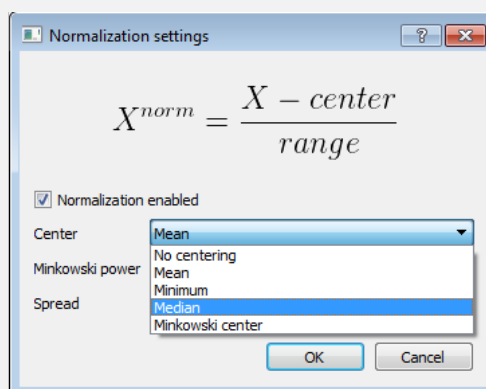 Normalization settings
?
X^{norm} = \frac{X - center}{range}
Normalization enabled
Center Mean
No centering
Mean
Minkowski power
Minimum
Spread Median
Minkowski center
OK Cancel